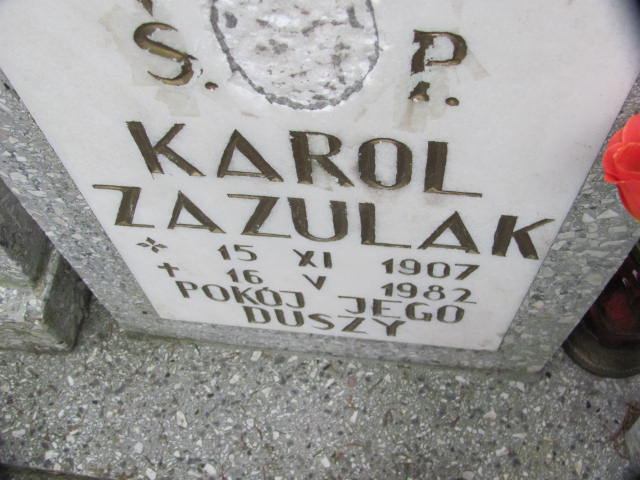 Ś. P.
KAROL
ZAZULAK
* 15 XI 1907
+ 16 V 1982
POKÓJ JEGO
DUSZY